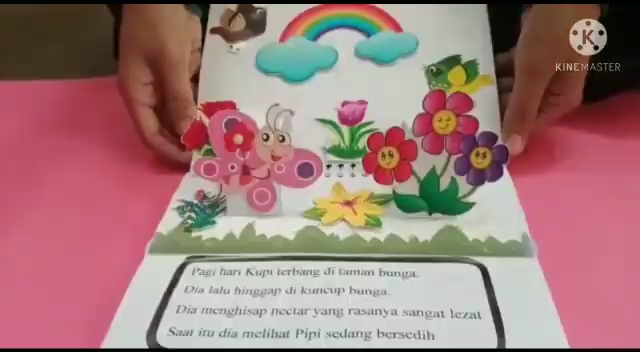 K
KINEMASTER
Pagi hari Kupi terbang di taman bunga.
Dia lalu hinggap di kuncup bunga.
Dia menghisap nectar yang rasanya sangat lezat
Saat itu dia melihat Pipi sedang bersedih